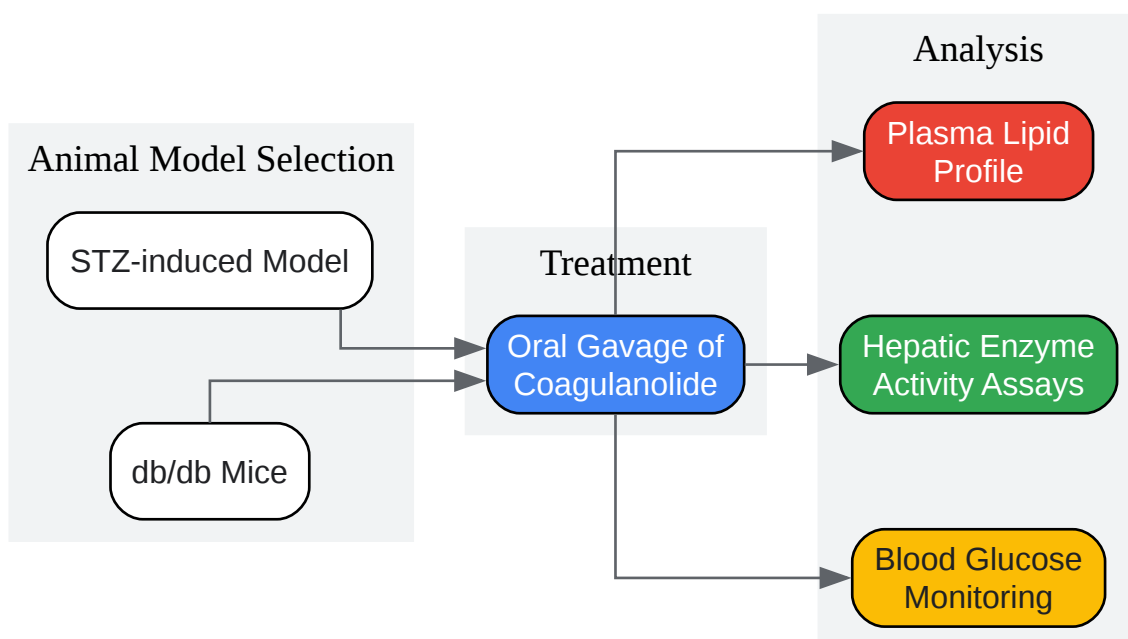 Animal Model Selection
STZ-induced Model
db/db Mice
Treatment
Oral Gavage of
Coagulanolide
Analysis
Plasma Lipid
Profile
Hepatic Enzyme
Activity Assays
Blood Glucose
Monitoring